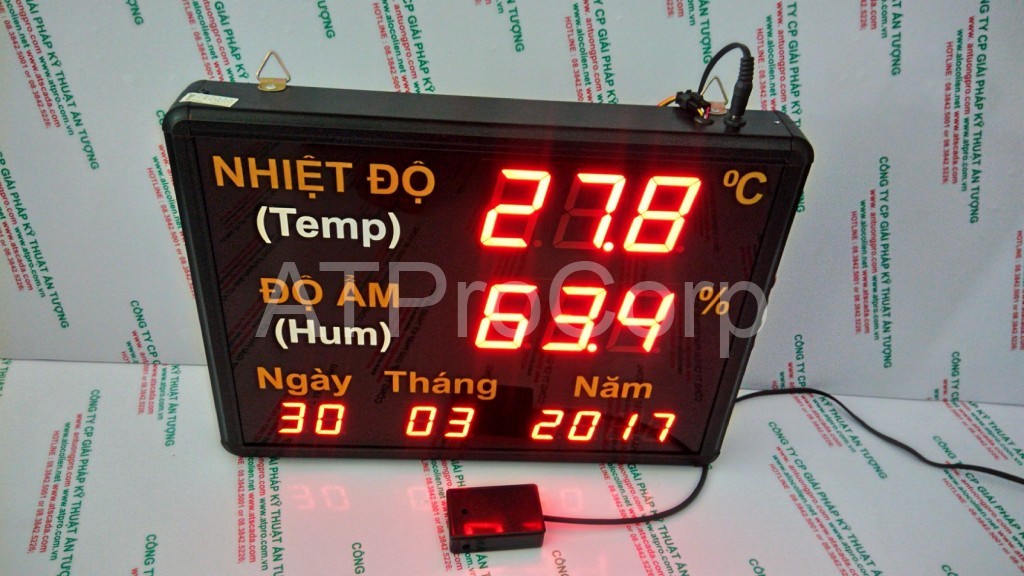 NHIỆT ĐỘ 27.8 ºC
(Temp)
ĐỘ ẨM 63.4 %
(Hum)
Ngày Tháng Năm
30 03 2017
ATProCorp
CÔNG TY CP GIẢI PHÁP KỸ THUẬT ẤN TƯỢNG